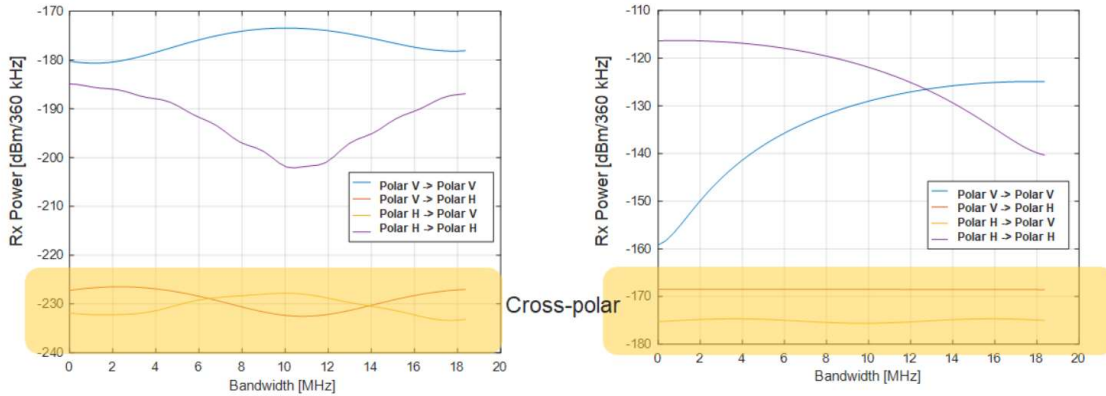 -170
-180
-190
-200
-210
-220
-230
-240
Rx Power [dBm/360 kHz]
Polar V -> Polar V
Polar V -> Polar H
Polar H -> Polar V
Polar H -> Polar H
0 2 4 6 8 10 12 14 16 18 20
Bandwidth [MHz]
Cross-polar
-110
-120
-130
-140
-150
-160
-170
-180
Rx Power [dBm/360 kHz]
Polar V -> Polar V
Polar V -> Polar H
Polar H -> Polar V
Polar H -> Polar H
0 2 4 6 8 10 12 14 16 18 20
Bandwidth [MHz]